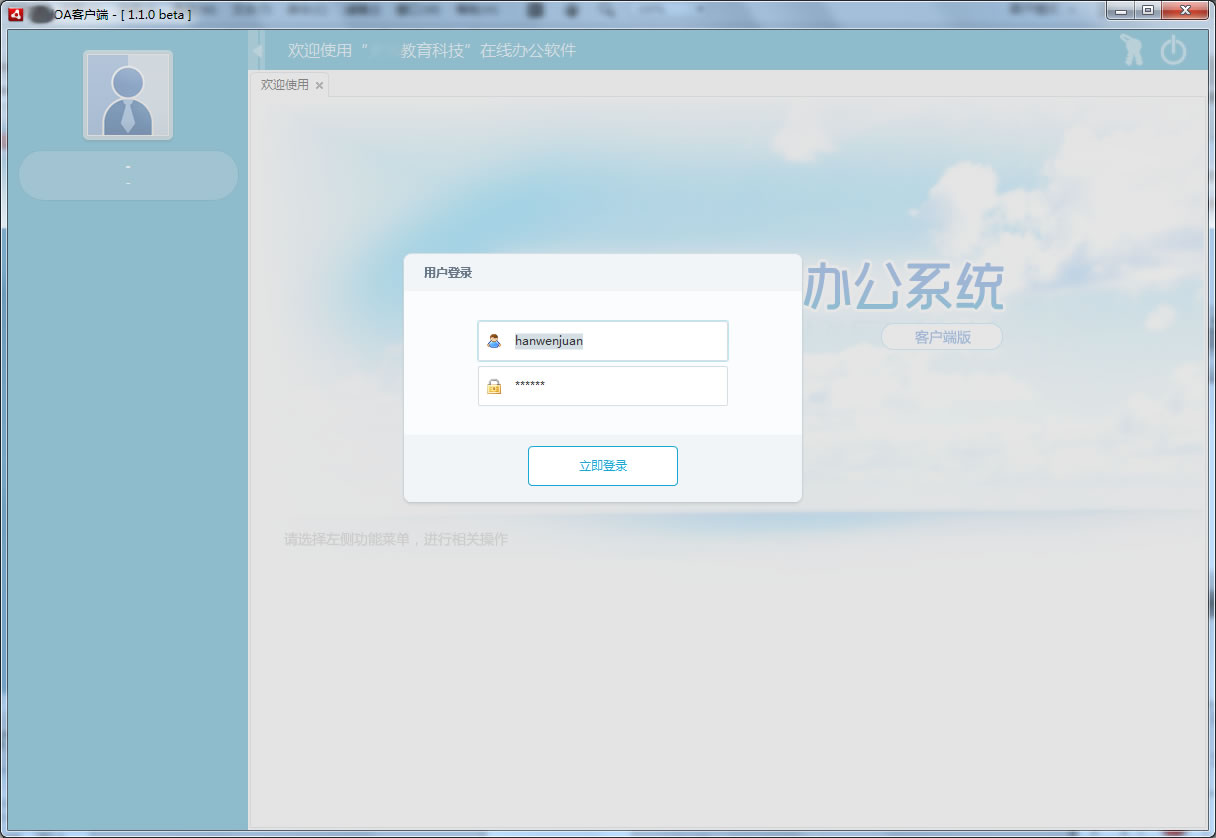 OA客户端 - [ 1.1.0 beta ]
欢迎使用“ 教育科技”在线办公软件
欢迎使用
-
-
办公系统
客户端版
用户登录
hanwenjuan
******
立即登录
请选择左侧功能菜单，进行相关操作